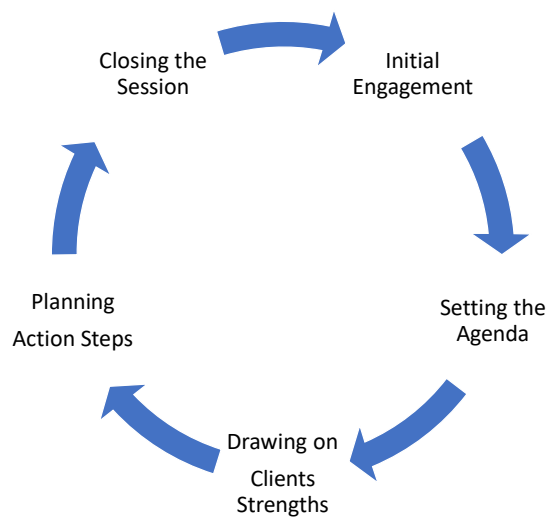 Closing the
Session
Initial
Engagement
Setting the
Agenda
Drawing on
Clients
Strengths
Planning
Action Steps